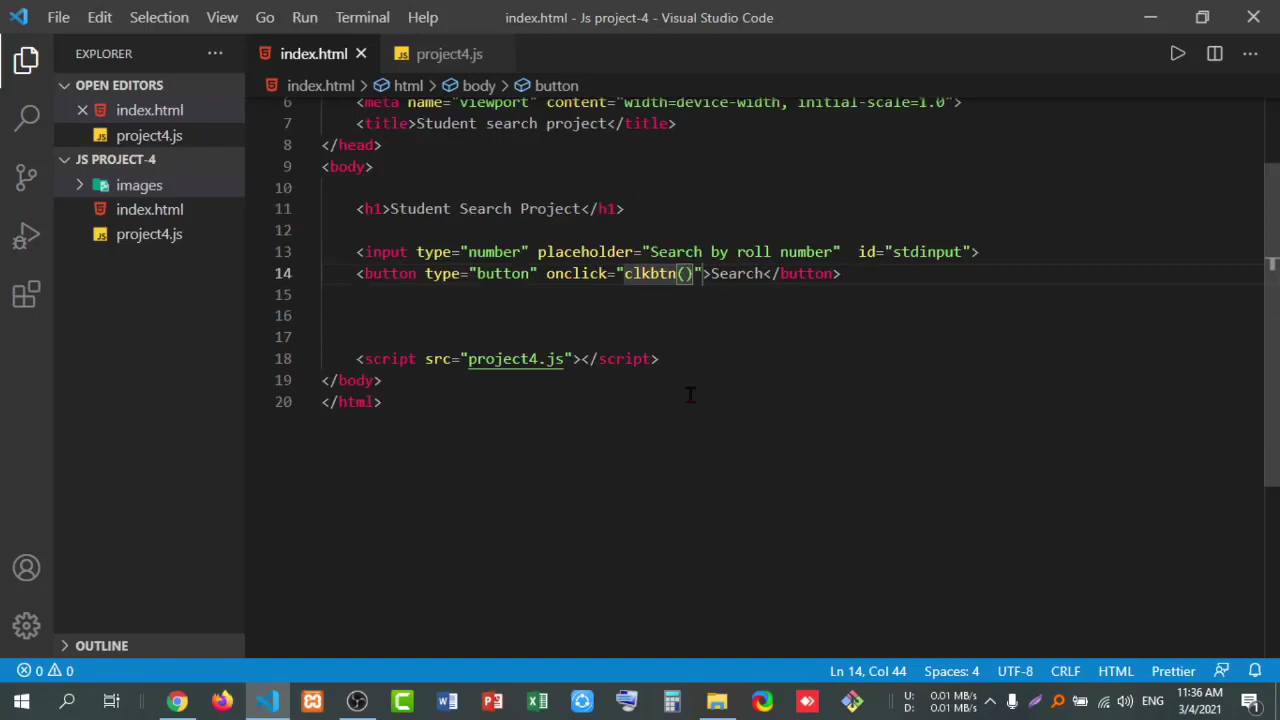 File Edit Selection View Go Run Terminal Help index.html - Js project-4 - Visual Studio Code
EXPLORER
OPEN EDITORS
index.html
project4.js
JS PROJECT-4
images
index.html
project4.js
OUTLINE
index.html project4.js
index.html > html > body > button
6 <meta name="viewport" content="width=device-width, initial-scale=1.0">
7 <title>Student search project</title>
8 </head>
9 <body>
10
11 <h1>Student Search Project</h1>
12
13 <input type="number" placeholder="Search by roll number"  id="stdinput">
14 <button type="button" onclick="clkbtn()">Search</button>
15
16
17
18 <script src="project4.js"></script>
19 </body>
20 </html>
0 0 Ln 14, Col 44 Spaces: 4 UTF-8 CRLF HTML Prettier
U: 0.01 MB/s
D: 0.01 MB/s
ENG
11:36 AM
3/4/2021